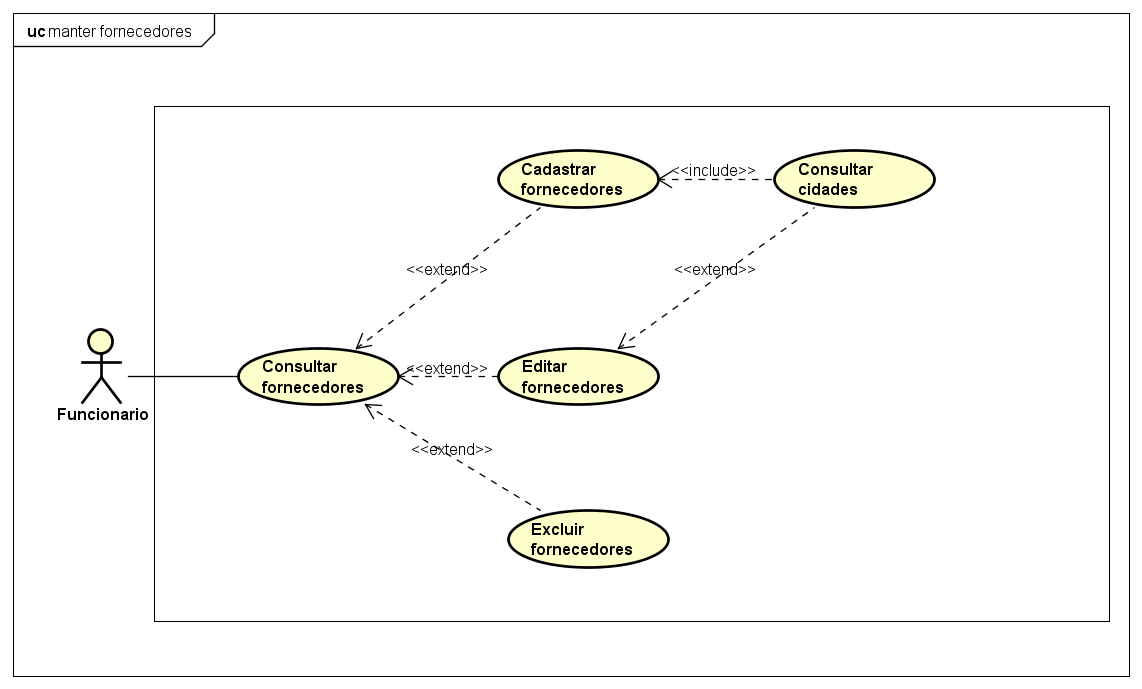 uc manter fornecedores
Cadastrar
fornecedores
<<include>>
Consultar
cidades
<<extend>>
<<extend>>
Funcionario
Consultar
fornecedores
<<extend>>
Editar
fornecedores
<<extend>>
Excluir
fornecedores